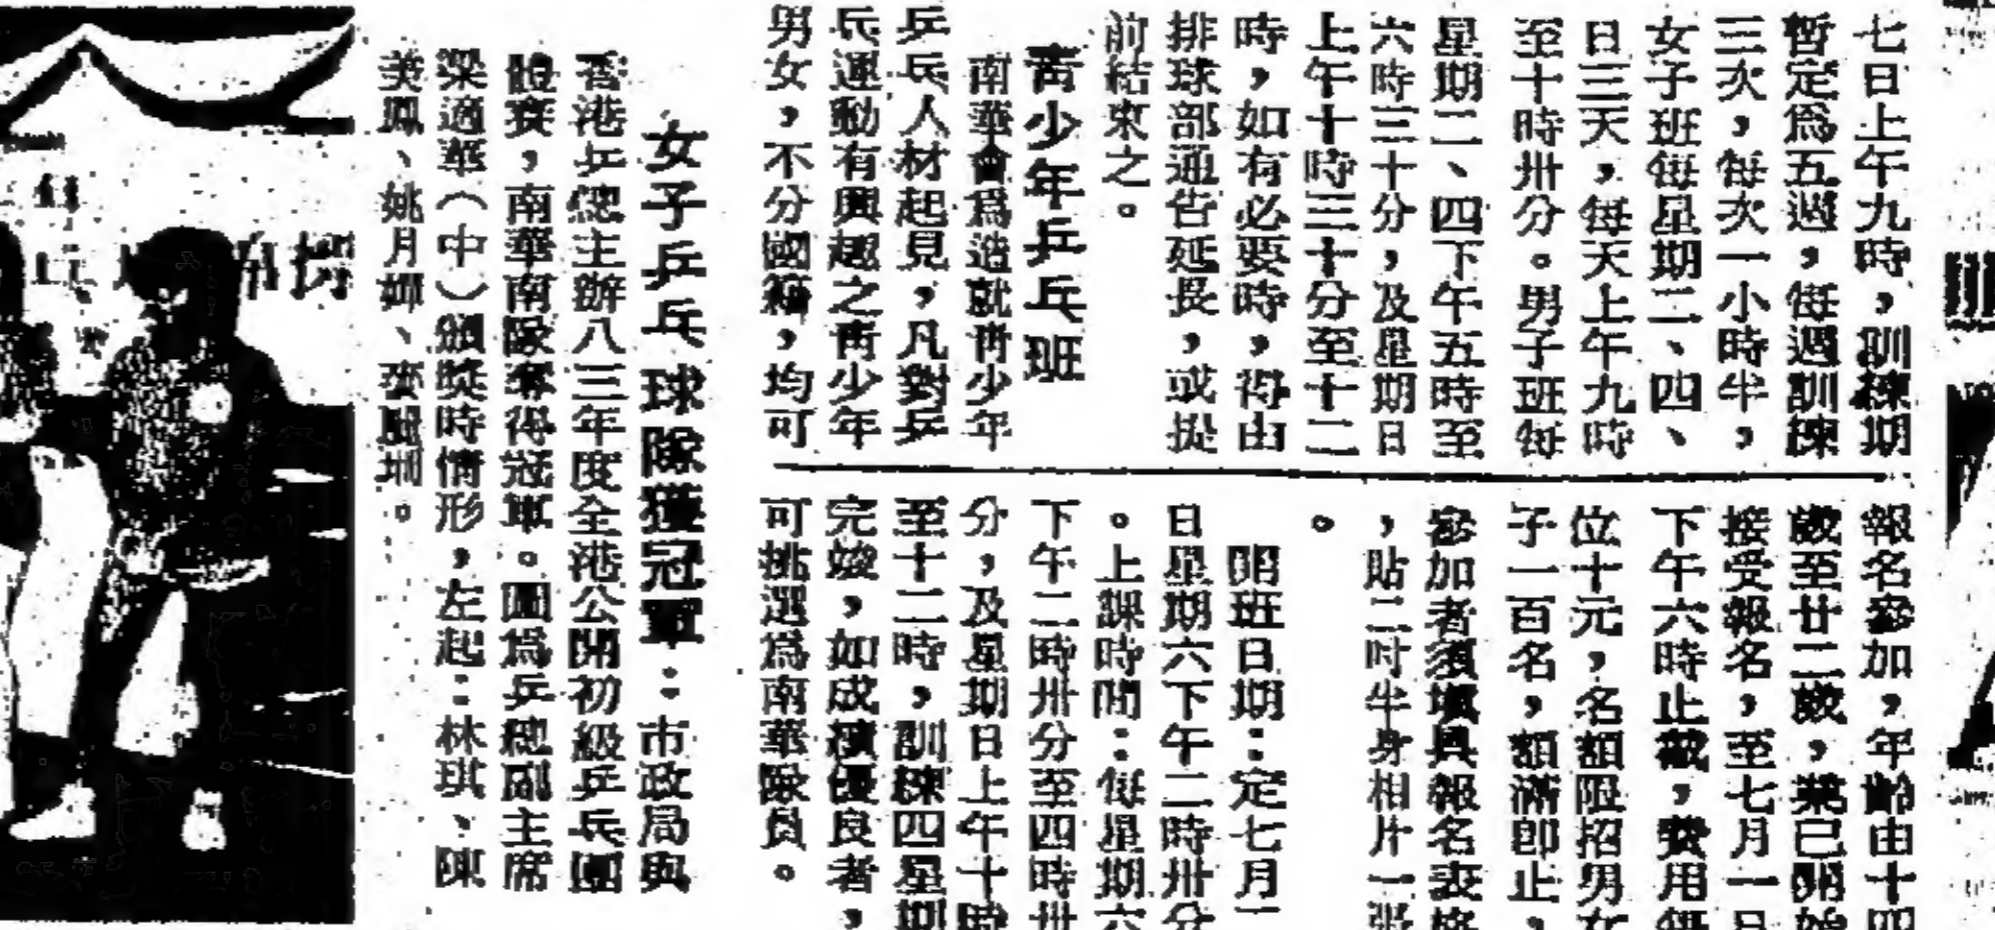 七日上午九時，訓練期
暫定為五週，每週訓練
三次，每次一小時半，
女子班每星期二、四、
日三天，每天上午九時
至十時卅分。男子班每
星期二、四下午五時至
六時三十分，及星期日
上午十時三十分至十二
時，如有必要時，得由
排球部通告延長，或提
前結束之。
青少年乒乓班
南華會為造就青少年
乒乓人材起見，凡對乒
乓運動有興趣之青少年
男女，不分國籍，均可
報名參加，年齡由十四
歲至廿二歲，業已開始
接受報名，至七月一日
下午六時止截，費用每
位十元，名額限招男女
子一百名，額滿即止，
參加者須填具報名表格
，貼二吋半身相片一張
。
開班日期：定七月一
日星期六下午二時卅分
。上課時間：每星期六
下午二時卅分至四時卅
分，及星期日上午十時
至十二時，訓練四星期
完竣，如成績優良者，
可挑選為南華隊員。
女子乒乓球隊獲冠軍：市政局與
香港乒總主辦八三年度全港公開初級乒乓團
體賽，南華南隊奪得冠軍。圖為乒總副主席
梁適華（中）頒獎時情形，左起：林琪、陳
美鳳、姚月嬋、